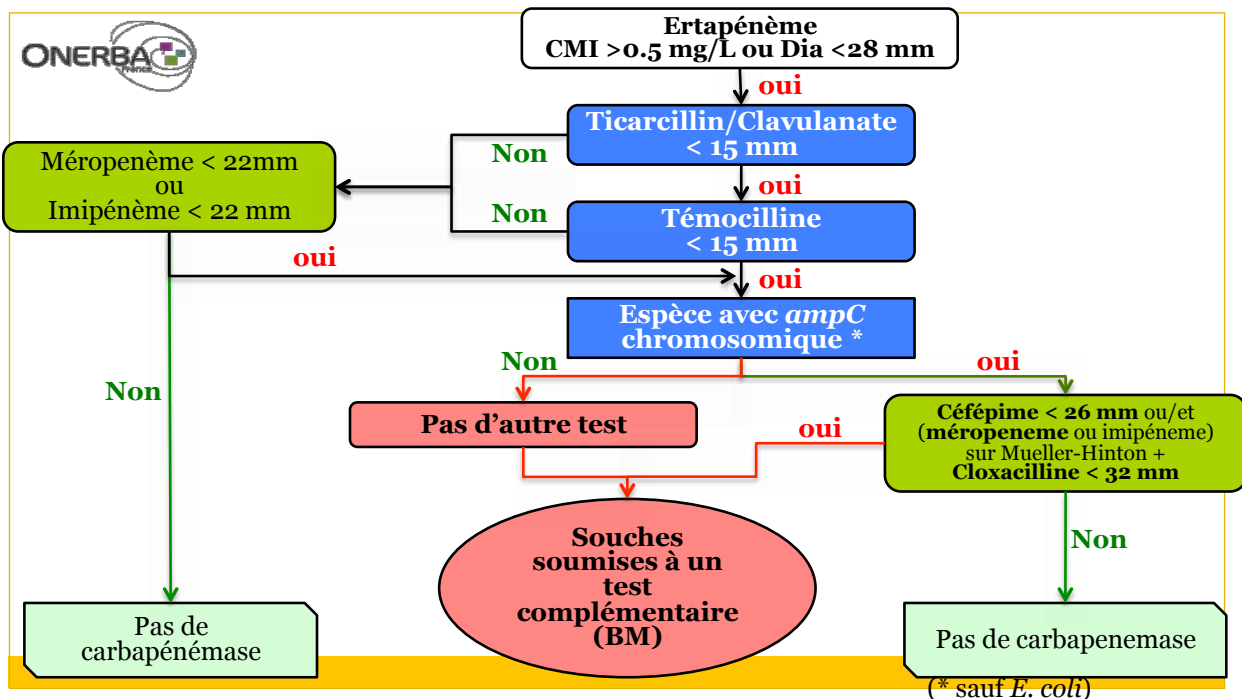 ONERBA
France
Ertapénème
CMI >0.5 mg/L ou Dia <28 mm
oui
Ticarcillin/Clavulanate
< 15 mm
Non
oui
Méropenème < 22mm
ou
Imipénème < 22 mm
Non
Témocilline
< 15 mm
oui
oui
Espèce avec ampC
chromosomique *
Non
oui
Non
Pas d'autre test
oui
Céfépime < 26 mm ou/et
(méropeneme ou imipéneme)
sur Mueller-Hinton +
Cloxacilline < 32 mm
Souches
soumises à un
test
complémentaire
(BM)
Non
Pas de
carbapénémase
Pas de carbapenemase
(* sauf E. coli)